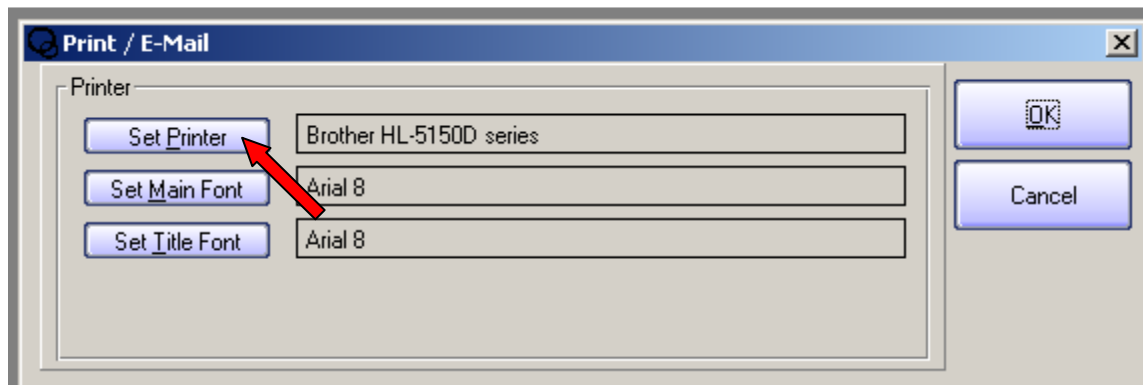 Print / E-Mail
Printer
Set Printer
Brother HL-5150D series
OK
Set Main Font
Arial 8
Cancel
Set Title Font
Arial 8